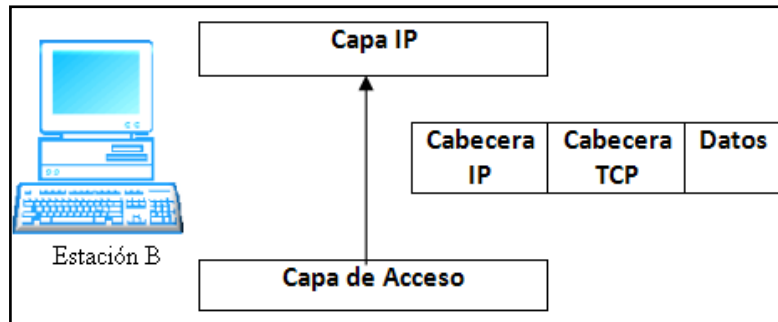 Capa IP
Cabecera Cabecera Datos
IP TCP
Estación B
Capa de Acceso